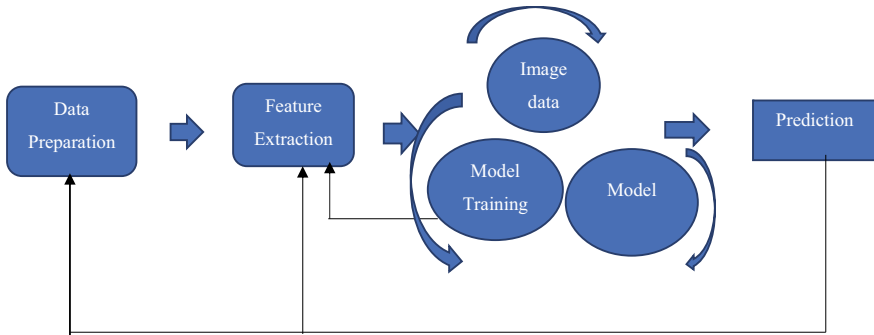 Data
Preparation
Feature
Extraction
Image
data
Model
Training
Model
Prediction